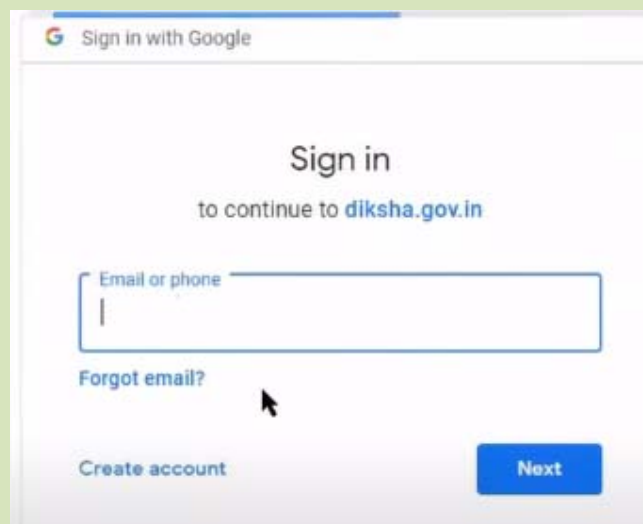 Sign in with Google
Sign in
to continue to diksha.gov.in
Email or phone
Forgot email?
Create account
Next